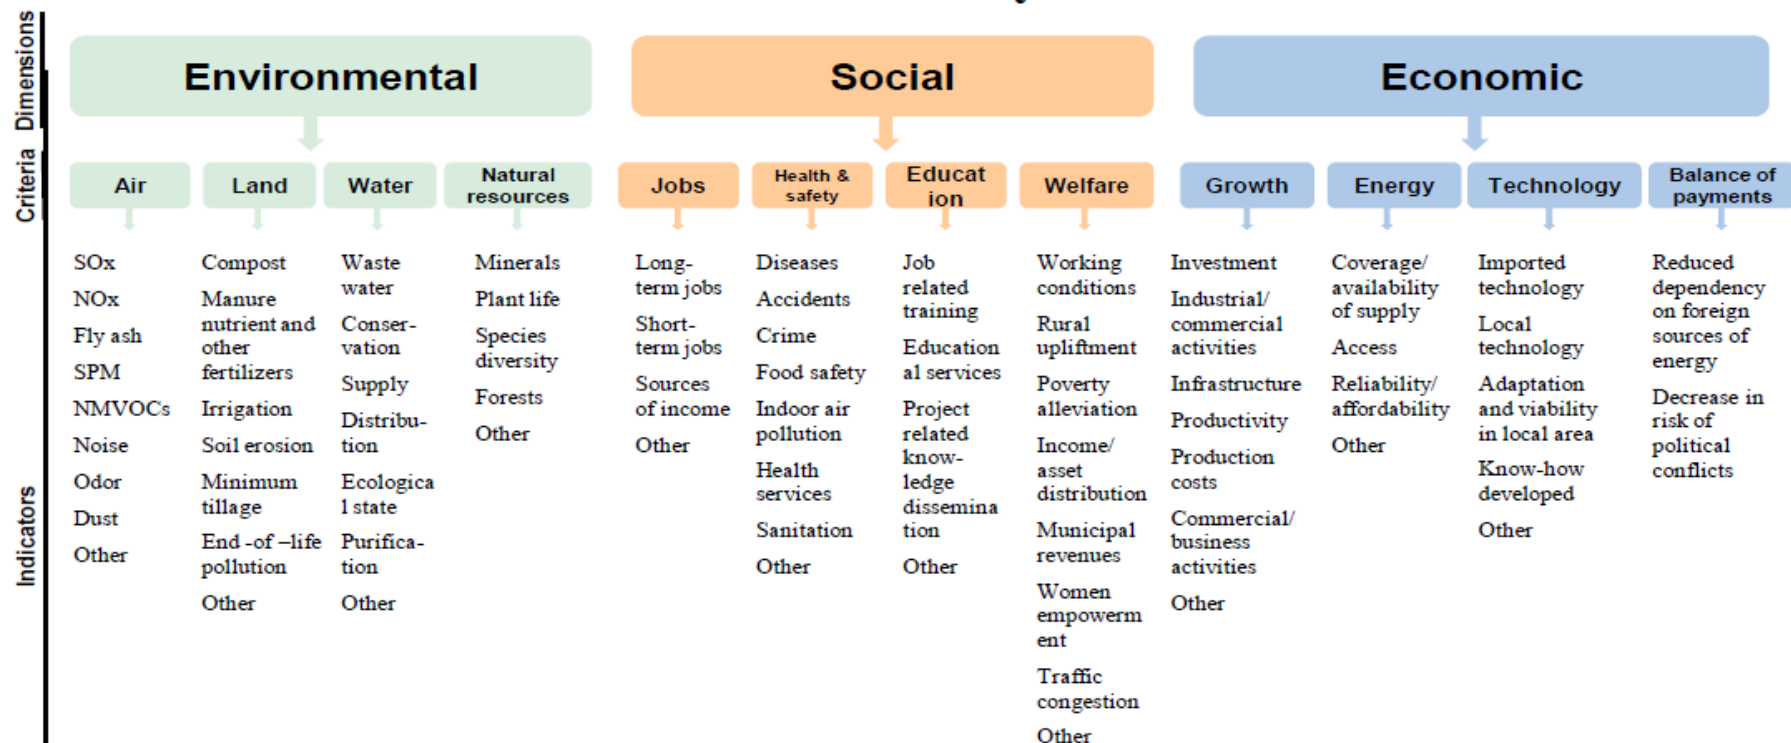 Dimensions
Environmental
Social
Economic
Criteria
Air
Land
Water
Natural
resources
Jobs
Health &
safety
Educat
ion
Welfare
Growth
Energy
Technology
Balance of
payments
Indicators
SOx
NOx
Fly ash
SPM
NMVOCs
Noise
Odor
Dust
Other
Compost
Manure
nutrient and
other
fertilizers
Irrigation
Soil erosion
Minimum
tillage
End -of –life
pollution
Other
Waste
water
Conser-
vation
Supply
Distribu-
tion
Ecologica
l state
Purifica-
tion
Other
Minerals
Plant life
Species
diversity
Forests
Other
Long-
term jobs
Short-
term jobs
Sources
of income
Other
Diseases
Accidents
Crime
Food safety
Indoor air
pollution
Health
services
Sanitation
Other
Job
related
training
Education
al services
Project
related
know-
ledge
dissemina
tion
Other
Working
conditions
Rural
upliftment
Poverty
alleviation
Income/
asset
distribution
Municipal
revenues
Women
empowerm
ent
Traffic
congestion
Other
Investment
Industrial/
commercial
activities
Infrastructure
Productivity
Production
costs
Commercial/
business
activities
Other
Coverage/
availability
of supply
Access
Reliability/
affordability
Other
Imported
technology
Local
technology
Adaptation
and viability
in local area
Know-how
developed
Other
Reduced
dependency
on foreign
sources of
energy
Decrease in
risk of
political
conflicts